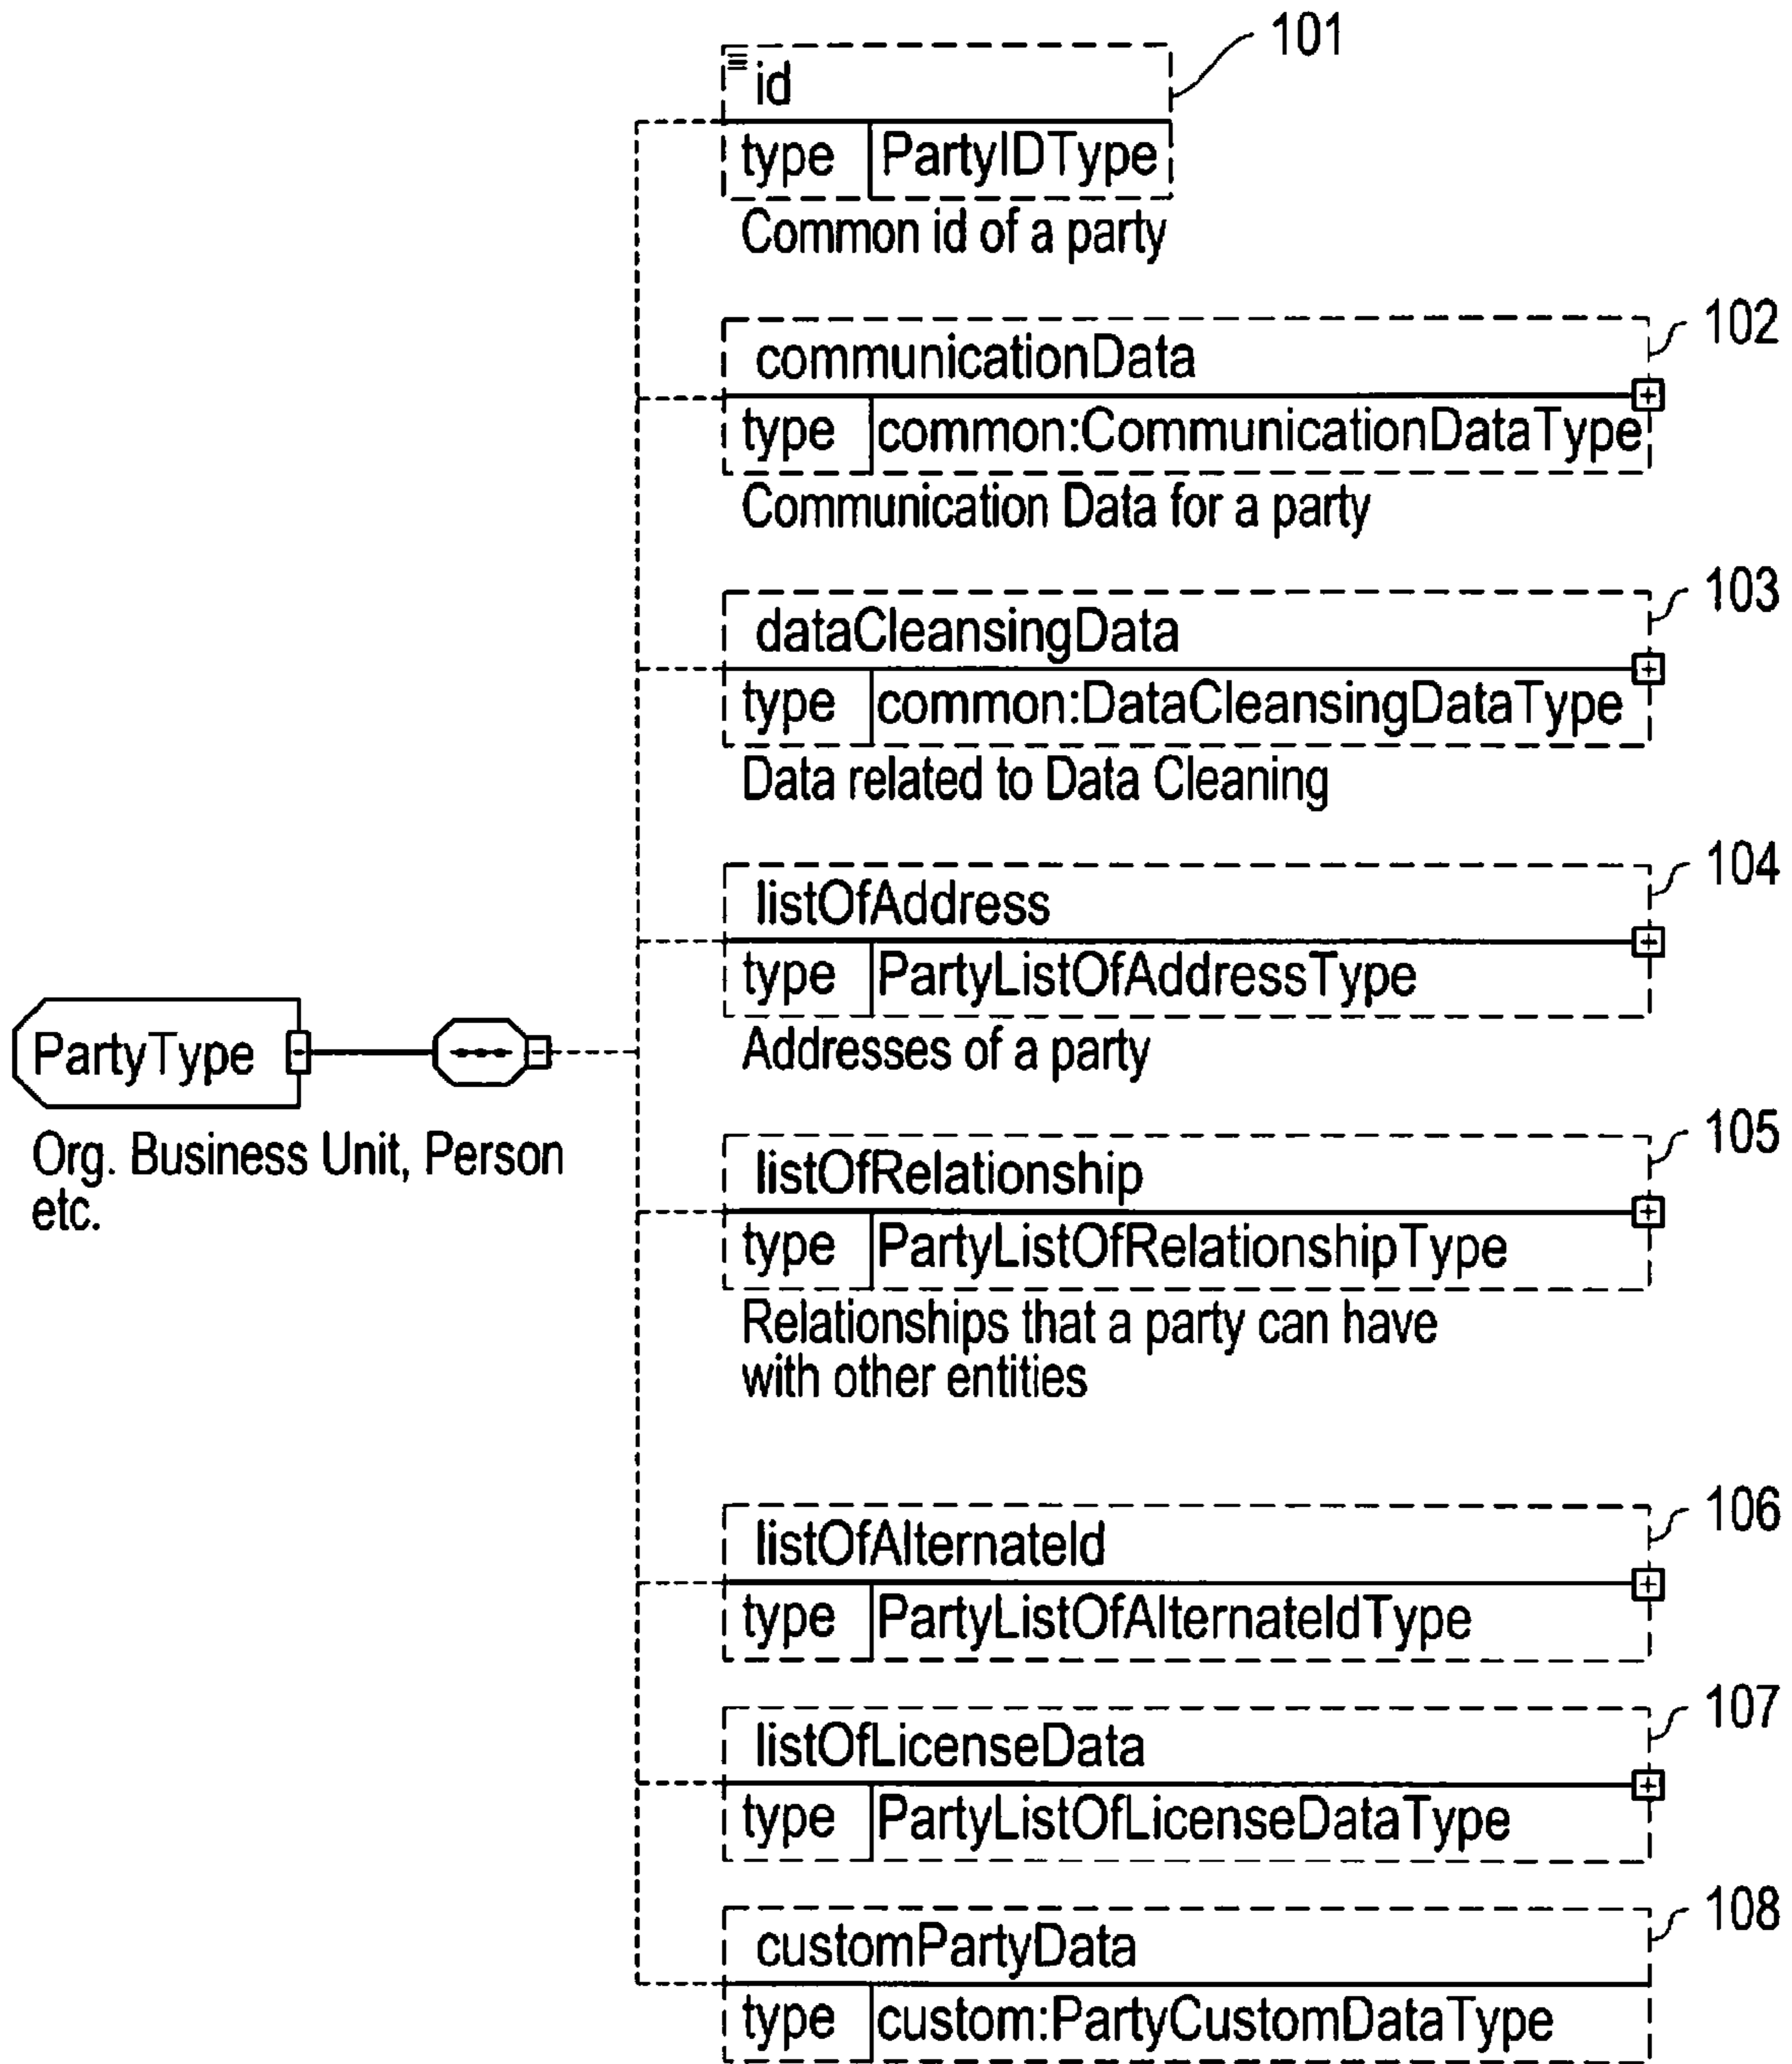 101
id
type PartyIDType
Common id of a party
102
communicationData
type common:CommunicationDataType
Communication Data for a party
103
dataCleansingData
type common:DataCleansingDataType
Data related to Data Cleaning
104
listOfAddress
type PartyListOfAddressType
Addresses of a party
PartyType
Org. Business Unit, Person
etc.
105
listOfRelationship
type PartyListOfRelationshipType
Relationships that a party can have
with other entities
106
listOfAlternateId
type PartyListOfAlternateIdType
107
listOfLicenseData
type PartyListOfLicenseDataType
108
customPartyData
type custom:PartyCustomDataType